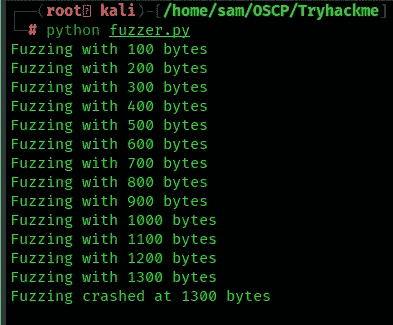 (root kali)-[/home/sam/OSCP/Tryhackme]
# python fuzzer.py
Fuzzing with 100 bytes
Fuzzing with 200 bytes
Fuzzing with 300 bytes
Fuzzing with 400 bytes
Fuzzing with 500 bytes
Fuzzing with 600 bytes
Fuzzing with 700 bytes
Fuzzing with 800 bytes
Fuzzing with 900 bytes
Fuzzing with 1000 bytes
Fuzzing with 1100 bytes
Fuzzing with 1200 bytes
Fuzzing with 1300 bytes
Fuzzing crashed at 1300 bytes